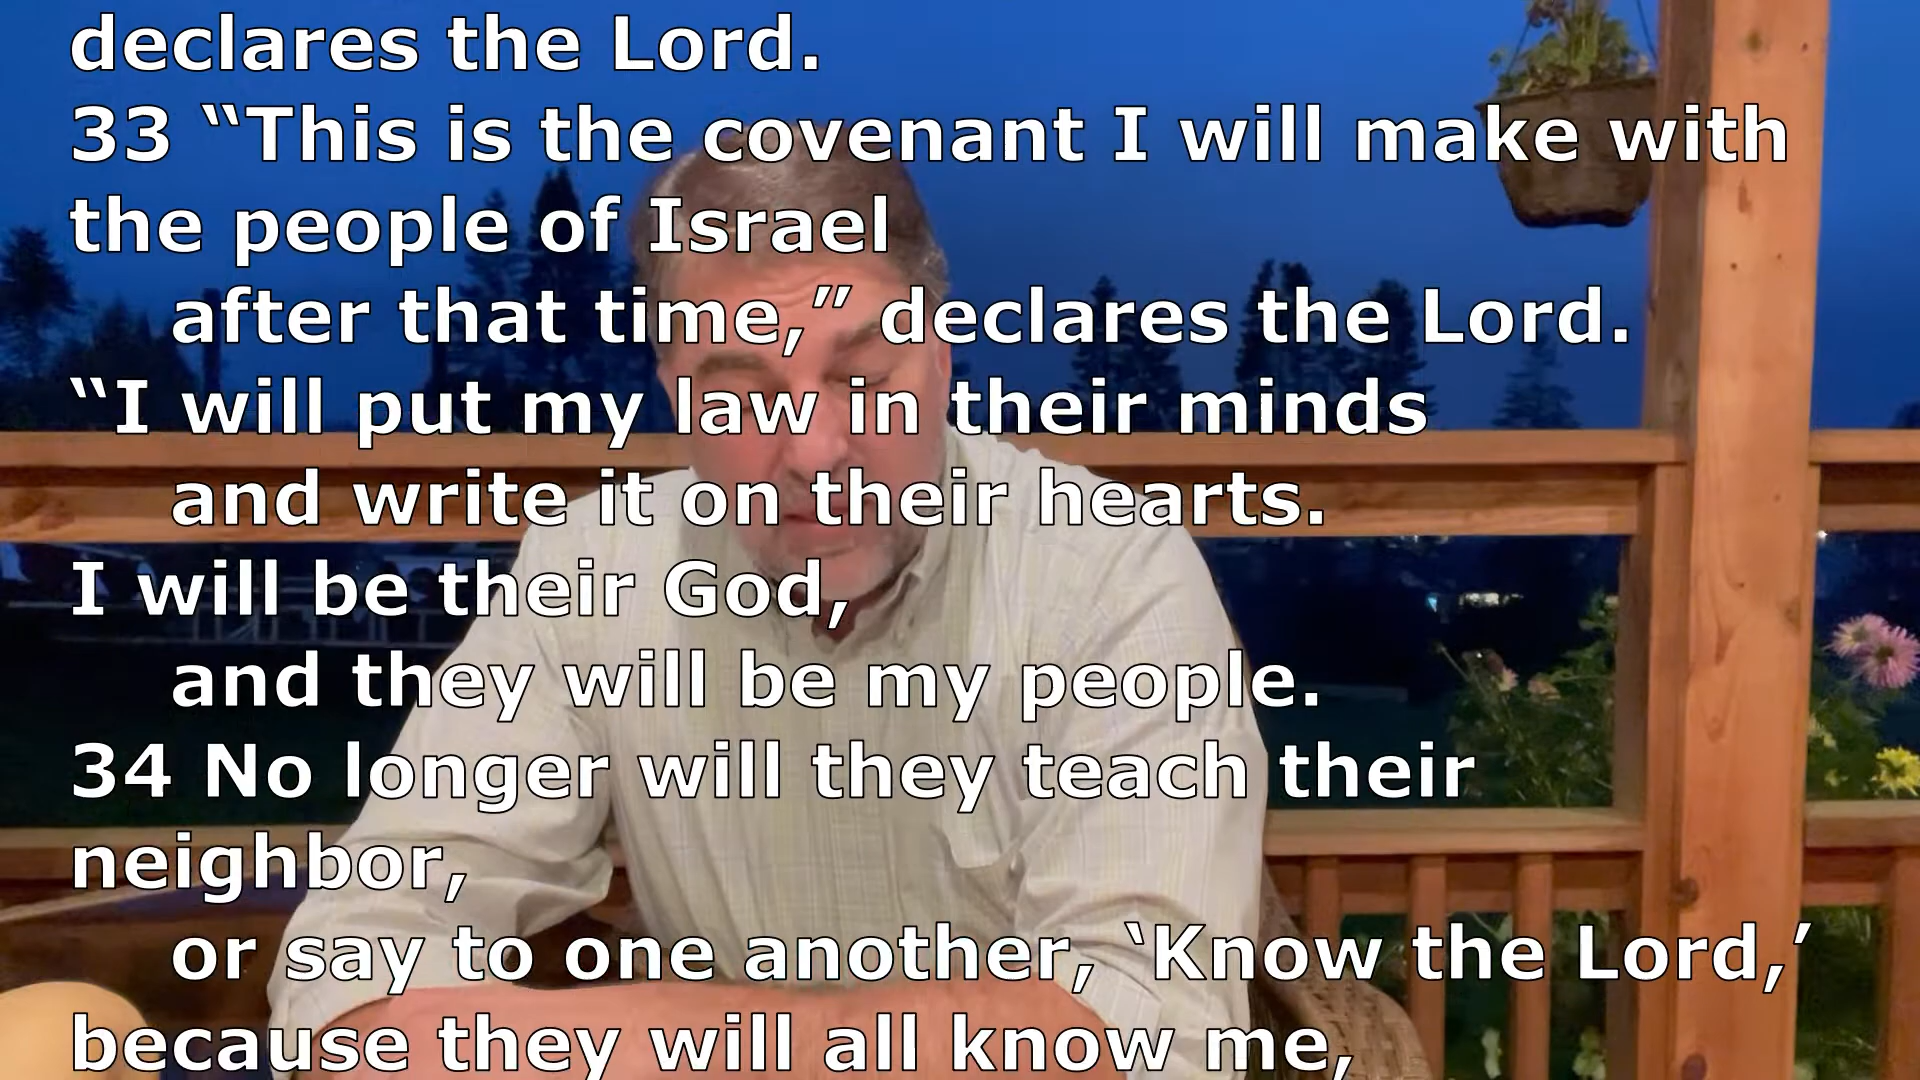 declares the Lord.
33 “This is the covenant I will make with
the people of Israel
after that time,” declares the Lord.
“I will put my law in their minds
and write it on their hearts.
I will be their God,
and they will be my people.
34 No longer will they teach their
neighbor,
or say to one another, ‘Know the Lord,’
because they will all know me,